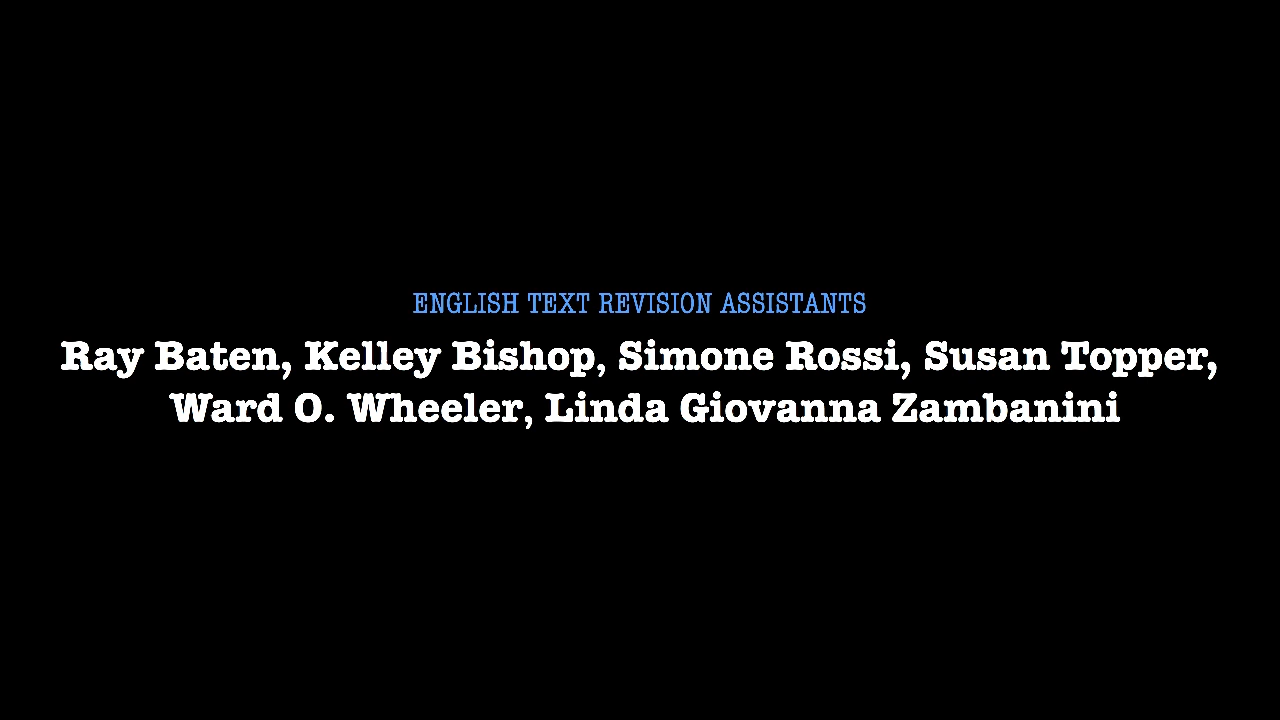 ENGLISH TEXT REVISION ASSISTANTS
Ray Baten, Kelley Bishop, Simone Rossi, Susan Topper,
Ward O. Wheeler, Linda Giovanna Zambanini